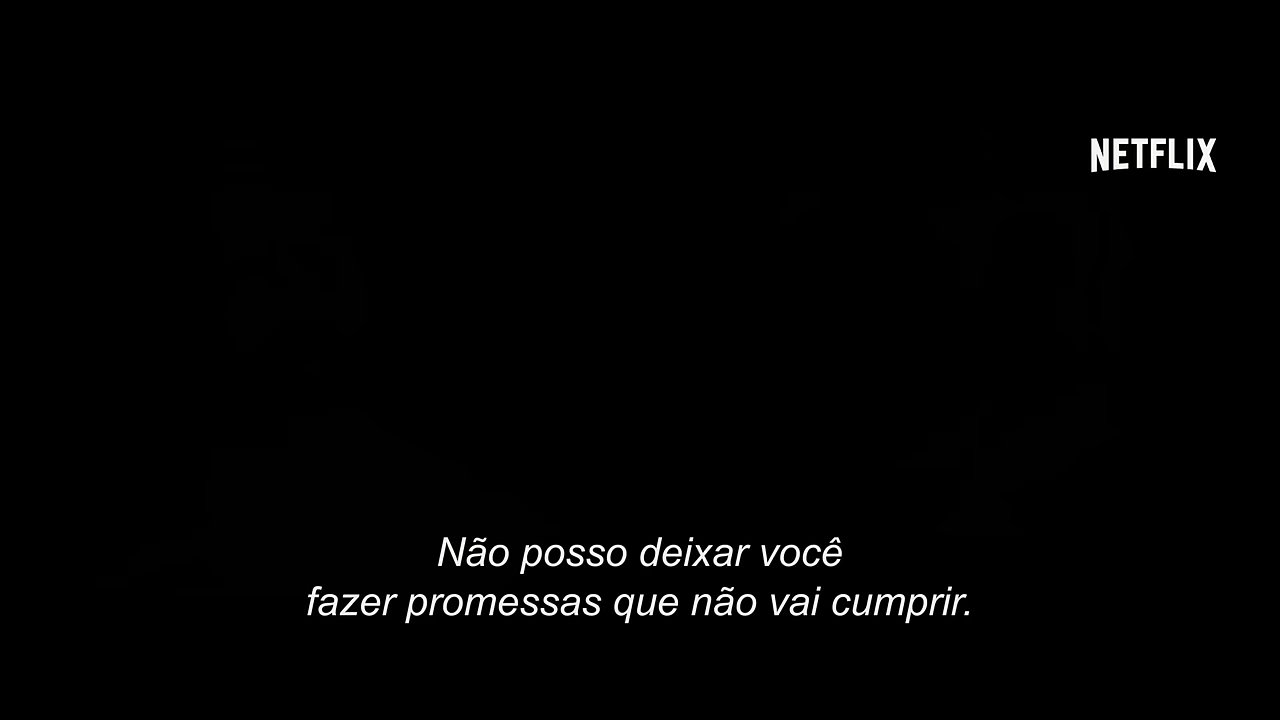 NETFLIX
Não posso deixar você
fazer promessas que não vai cumprir.